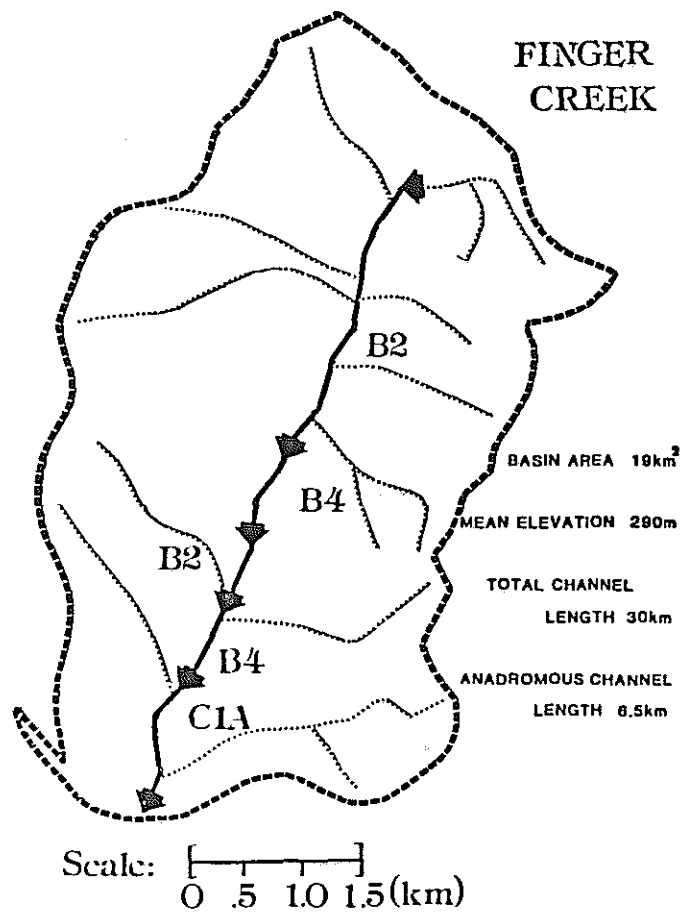 FINGER
CREEK
B2
BASIN AREA 19km²
B4
MEAN ELEVATION 290m
B2
TOTAL CHANNEL
LENGTH 30km
B4
ANADROMOUS CHANNEL
LENGTH 6.5km
C1A
Scale:
0 .5 1.0 1.5(km)